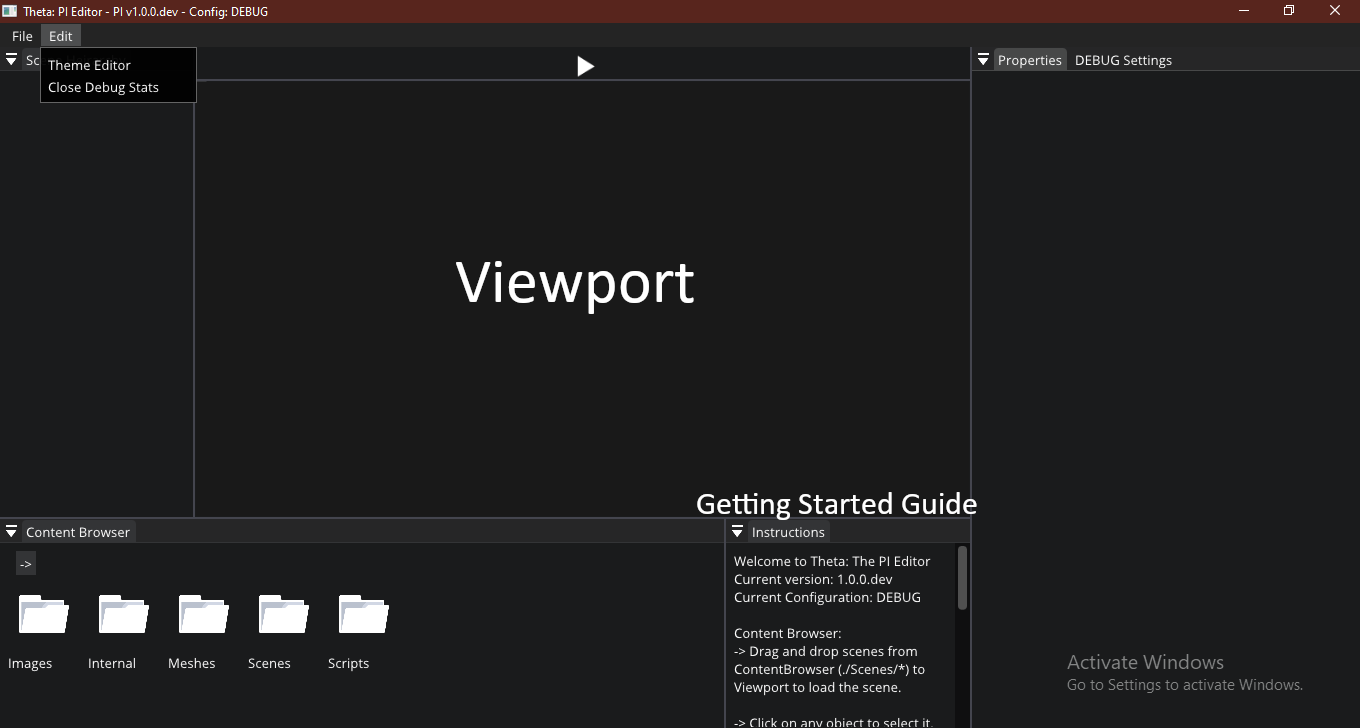 Theta: PI Editor - PI v1.0.0.dev - Config: DEBUG
File Edit
Sc
Theme Editor
Close Debug Stats
Properties DEBUG Settings
Viewport
Getting Started Guide
Content Browser
->
Images Internal Meshes Scenes Scripts
Instructions
Welcome to Theta: The PI Editor
Current version: 1.0.0.dev
Current Configuration: DEBUG
Content Browser:
-> Drag and drop scenes from
ContentBrowser (./Scenes/*) to
Viewport to load the scene.
-> Click on any object to select it.
Activate Windows
Go to Settings to activate Windows.